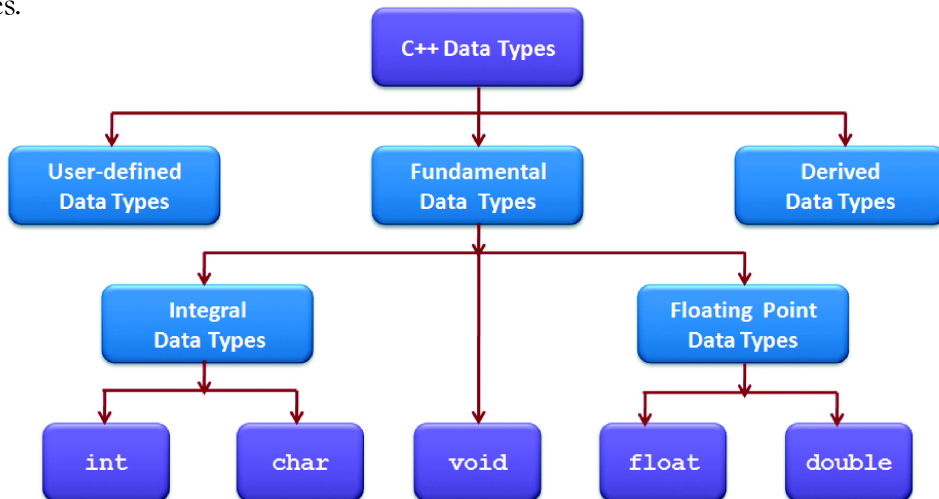 es.
C++ Data Types
User-defined
Data Types
Fundamental
Data Types
Derived
Data Types
Integral
Data Types
Floating Point
Data Types
int
char
void
float
double